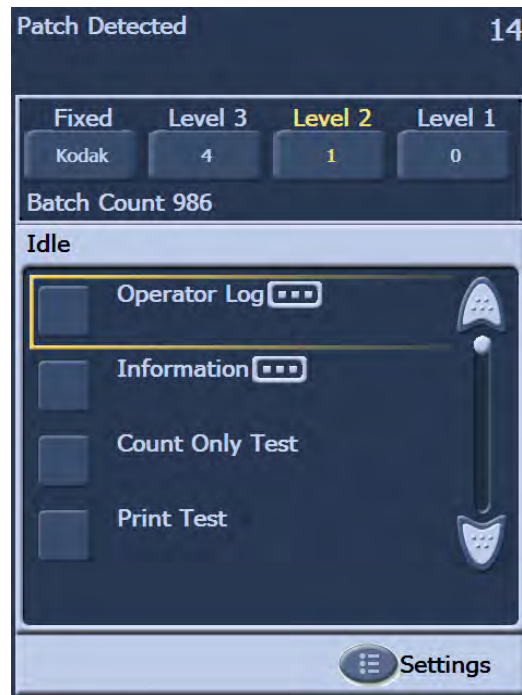 Patch Detected 14
Fixed Level 3 Level 2 Level 1
Kodak 4 1 0
Batch Count 986
Idle
Operator Log
Information
Count Only Test
Print Test
Settings